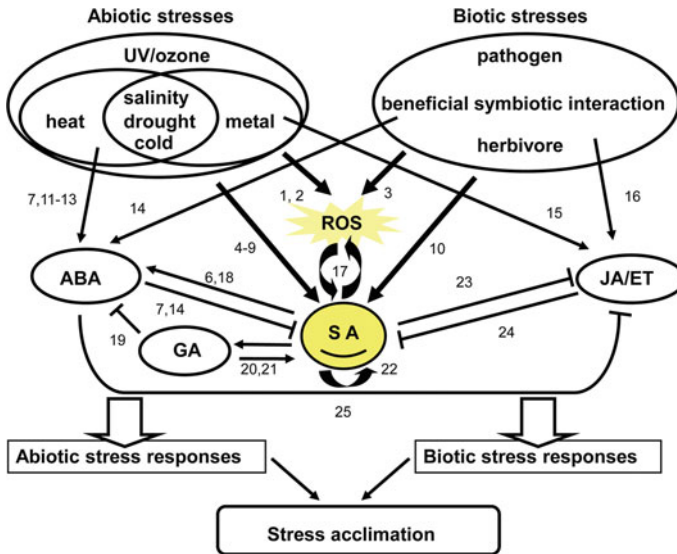 Abiotic stresses
Biotic stresses
UV/ozone
pathogen
salinity
heat
drought
metal
cold
beneficial symbiotic interaction
herbivore
7,11-13
14
1, 2
3
15
16
ROS
4-9
10
17
ABA
6,18
23
JA/ET
7,14
24
19
GA
SA
20,21
22
25
Abiotic stress responses
Biotic stress responses
Stress acclimation